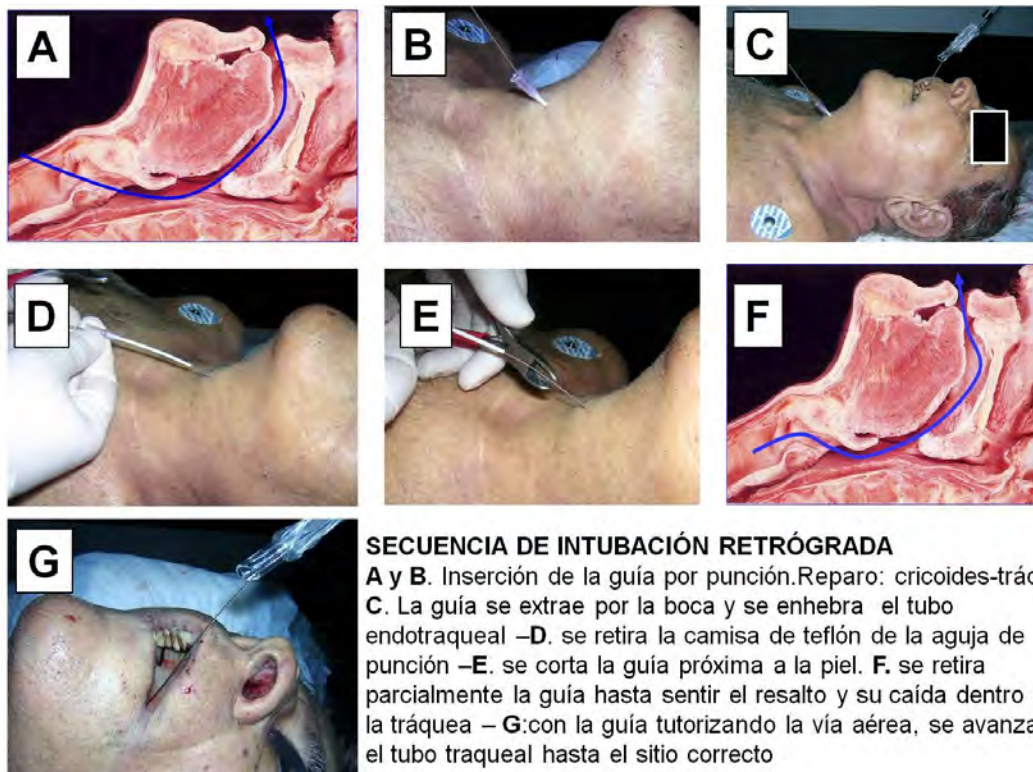 A
B
C
D
E
F
G
SECUENCIA DE INTUBACIÓN RETRÓGRADA
A y B. Inserción de la guía por punción.Reparo: cricoides-trác
C. La guía se extrae por la boca y se enhebra el tubo
endotraqueal –D. se retira la camisa de teflón de la aguja de
punción –E. se corta la guía próxima a la piel. F. se retira
parcialmente la guía hasta sentir el resalto y su caída dentro
la tráquea – G:con la guía tutorizando la vía aérea, se avanza
el tubo traqueal hasta el sitio correcto